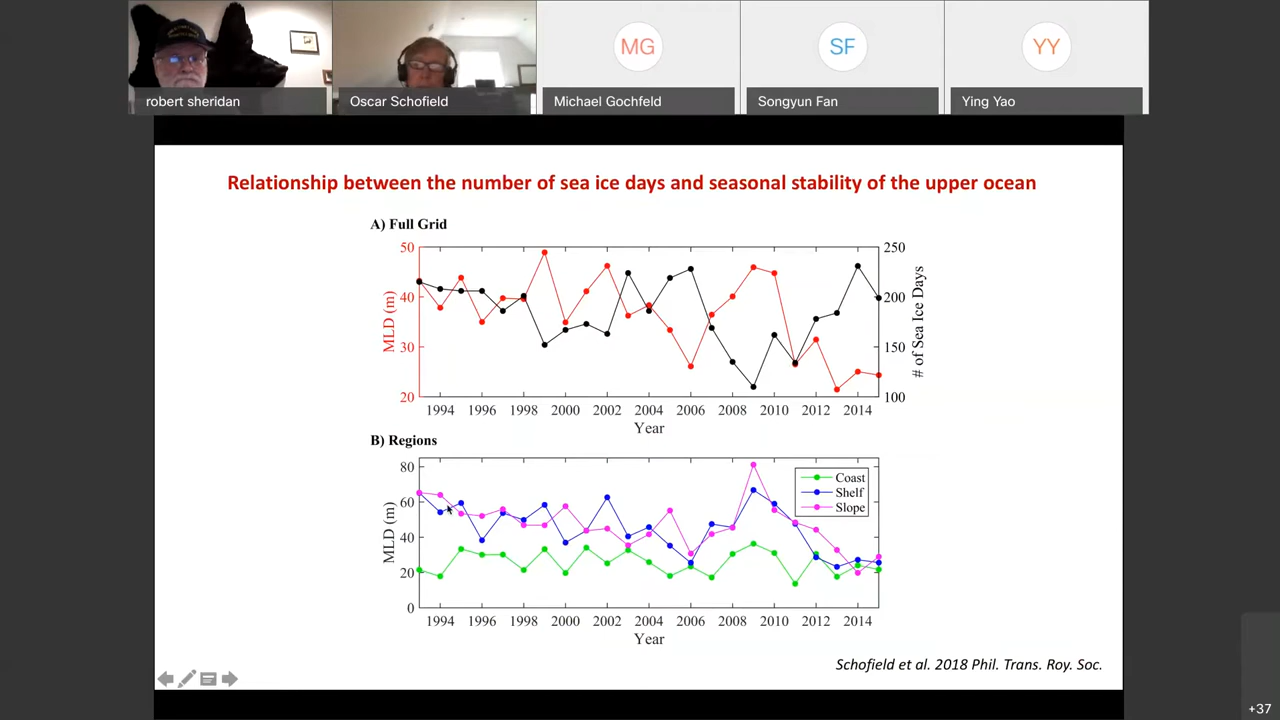 robert sheridan
Oscar Schofield
MG
Michael Gochfeld
SF
Songyun Fan
YY
Ying Yao
Relationship between the number of sea ice days and seasonal stability of the upper ocean
A) Full Grid
50
40
30
20
MLD (m)
250
200
150
100
# of Sea Ice Days
1994 1996 1998 2000 2002 2004 2006 2008 2010 2012 2014
Year
B) Regions
80
60
40
20
0
MLD (m)
Coast
Shelf
Slope
1994 1996 1998 2000 2002 2004 2006 2008 2010 2012 2014
Year
Schofield et al. 2018 Phil. Trans. Roy. Soc.
+37